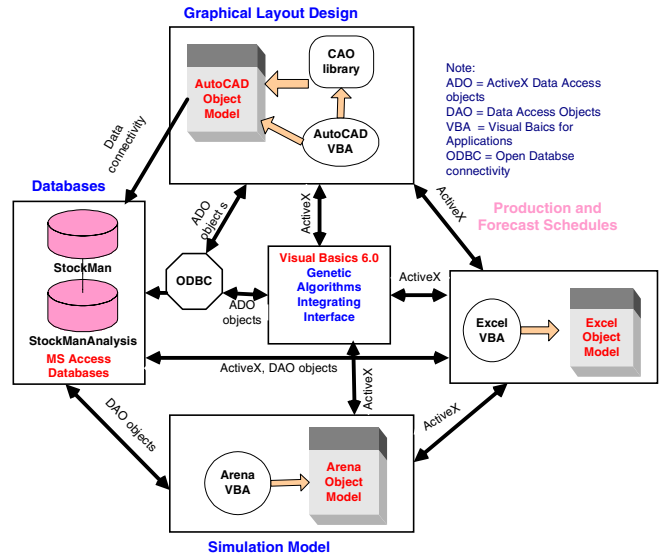 Graphical Layout Design
CAO
library
AutoCAD
Object
Model
AutoCAD
VBA
Note:
ADO = ActiveX Data Access
objects
DAO = Data Access Objects
VBA = Visual Baics for
Applications
ODBC = Open Databse
connectivity
Data
connectivity
Databases
ADO
object s
ActiveX
ActiveX
Production and
Forecast Schedules
StockMan
StockManAnalysis
MS Access
Databases
ODBC
ADO
objects
Visual Basics 6.0
Genetic
Algorithms
Integrating
Interface
ActiveX
Excel
VBA
Excel
Object
Model
ActiveX, DAO objects
ActiveX
DAO objects
ActiveX
Arena
VBA
Arena
Object
Model
Simulation Model